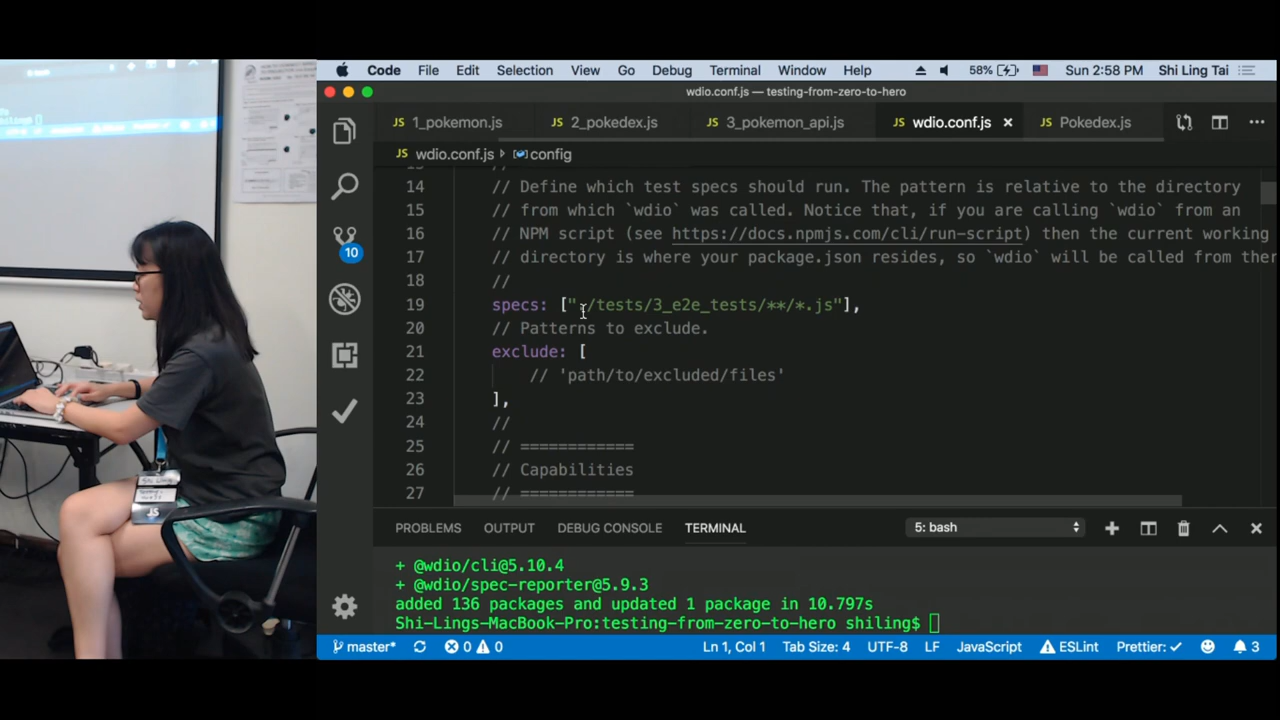 Code File Edit Selection View Go Debug Terminal Window Help 58% Sun 2:58 PM Shi Ling Tai
wdio.conf.js — testing-from-zero-to-hero
JS 1_pokemon.js JS 2_pokedex.js JS 3_pokemon_api.js JS wdio.conf.js × JS Pokedex.js
JS wdio.conf.js config
14 // Define which test specs should run. The pattern is relative to the directory
15 // from which `wdio` was called. Notice that, if you are calling `wdio` from an
16 // NPM script (see https://docs.npmjs.com/cli/run-script) then the current working
17 // directory is where your package.json resides, so `wdio` will be called from ther
18 //
19 specs: ["./tests/3_e2e_tests/**/*.js"],
20 // Patterns to exclude.
21 exclude: [
22 // 'path/to/excluded/files'
23 ],
24 //
25 // ============
26 // Capabilities
27 // ============
10
PROBLEMS OUTPUT DEBUG CONSOLE TERMINAL 5: bash
+ @wdio/cli@5.10.4
+ @wdio/spec-reporter@5.9.3
added 136 packages and updated 1 package in 10.797s
Shi-Lings-MacBook-Pro:testing-from-zero-to-hero shiling$
master* 0 0 Ln 1, Col 1 Tab Size: 4 UTF-8 LF JavaScript ESLint Prettier: ✓ 3
Shi Ling
JS